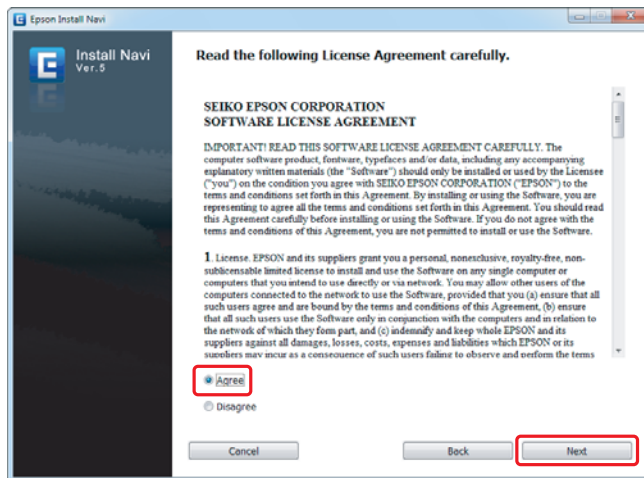 Epson Install Navi
Install Navi
Ver.5
Read the following License Agreement carefully.
SEIKO EPSON CORPORATION
SOFTWARE LICENSE AGREEMENT
IMPORTANT! READ THIS SOFTWARE LICENSE AGREEMENT CAREFULLY. The
computer software product, fontware, typefaces and/or data, including any accompanying
explanatory written materials (the "Software") should only be installed or used by the Licensee
("you") on the condition you agree with SEIKO EPSON CORPORATION ("EPSON") to the
terms and conditions set forth in this Agreement. By installing or using the Software, you are
representing to agree all the terms and conditions set forth in this Agreement. You should read
this Agreement carefully before installing or using the Software. If you do not agree with the
terms and conditions of this Agreement, you are not permitted to install or use the Software.
1. License. EPSON and its suppliers grant you a personal, nonexclusive, royalty-free, non-
sublicensable limited license to install and use the Software on any single computer or
computers that you intend to use directly or via network. You may allow other users of the
computers connected to the network to use the Software, provided that you (a) ensure that all
such users agree and are bound by the terms and conditions of this Agreement, (b) ensure
that all such users use the Software only in conjunction with the computers and in relation to
the network of which they form part, and (c) indemnify and keep whole EPSON and its
suppliers against all damages, losses, costs, expenses and liabilities which EPSON or its
suppliers may incur as a consequence of such users failing to observe and perform the terms
Agree
Disagree
Cancel
Back
Next